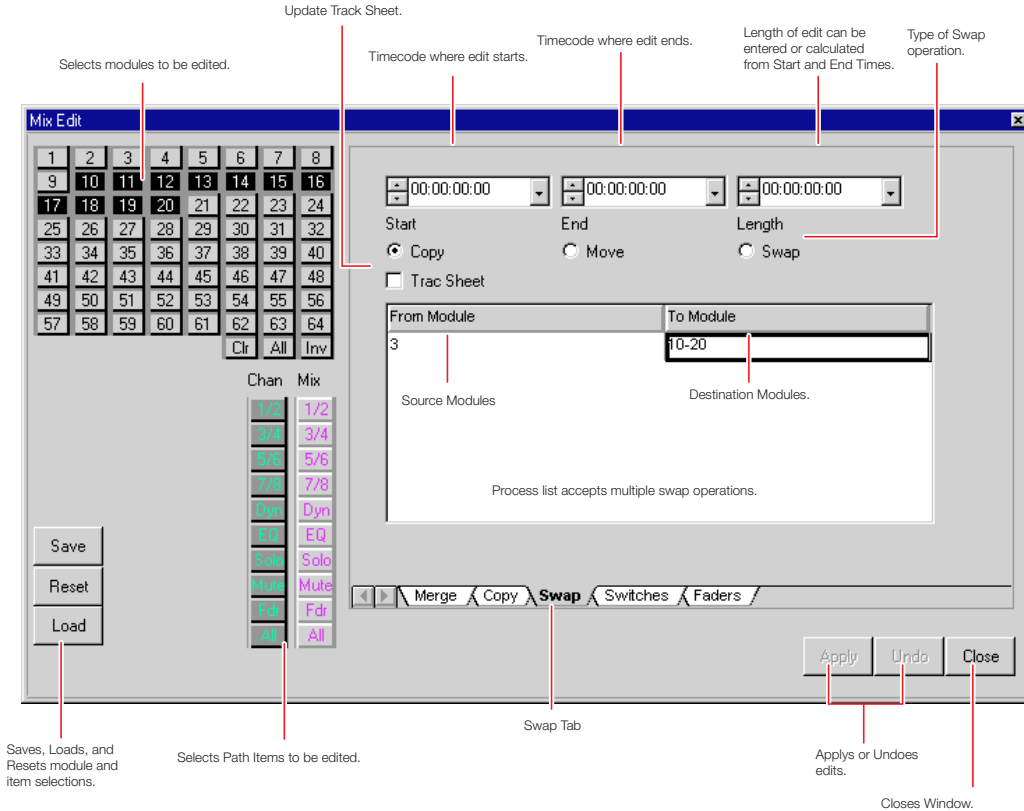 Update Track Sheet.
Selects modules to be edited.
Timecode where edit starts.
Timecode where edit ends.
Length of edit can be
entered or calculated
from Start and End Times.
Type of Swap
operation.
Mix Edit
1 2 3 4 5 6 7 8
9 10 11 12 13 14 15 16
17 18 19 20 21 22 23 24
25 26 27 28 29 30 31 32
33 34 35 36 37 38 39 40
41 42 43 44 45 46 47 48
49 50 51 52 53 54 55 56
57 58 59 60 61 62 63 64
Clr All Inv
00:00:00:00 00:00:00:00 00:00:00:00
Start End Length
Copy Move Swap
Trac Sheet
From Module To Module
3 10-20
Source Modules
Destination Modules.
Process list accepts multiple swap operations.
Chan Mix
1/2 1/2
3/4 3/4
5/6 5/6
7/8 7/8
Dyn Dyn
EQ EQ
Solo Solo
Mute Mute
Fdr Fdr
All All
Save
Reset
Load
Merge Copy Swap Switches Faders
Apply Undo Close
Swap Tab
Saves, Loads, and
Resets module and
item selections.
Selects Path Items to be edited.
Applys or Undoes
edits.
Closes Window.